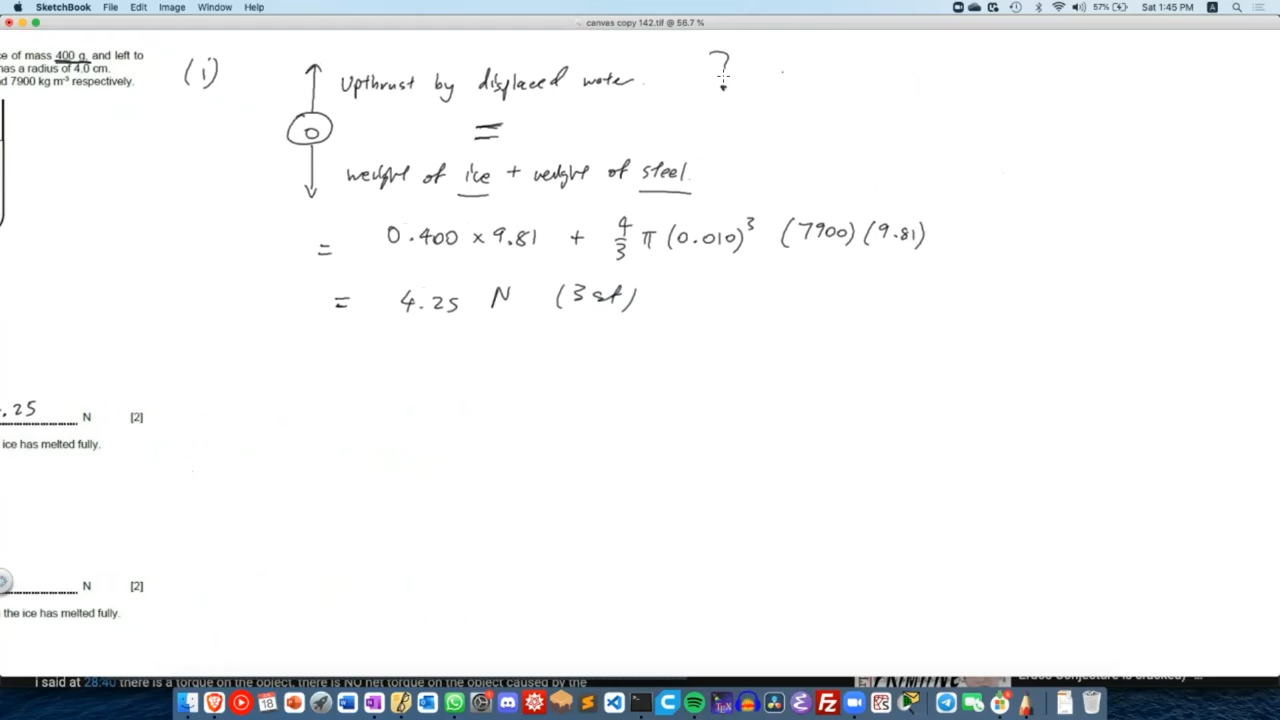 SketchBook File Edit Image Window Help 57% Sat 1:45 PM A
canvas copy 142.tif @ 56.7 %
e of mass 400 g, and left to
has a radius of 4.0 cm.
d 7900 kg m⁻³ respectively.
(i) Upthrust by displaced water. ?
=
weight of ice + weight of steel.
= 0.400 × 9.81 + 4/3 π (0.010)³ (7900)(9.81)
= 4.25 N (3 sf)
.25 N [2]
ice has melted fully.
N [2]
the ice has melted fully.
I said at 28:40 there is a torque on the object, there is NO net torque on the object caused by the